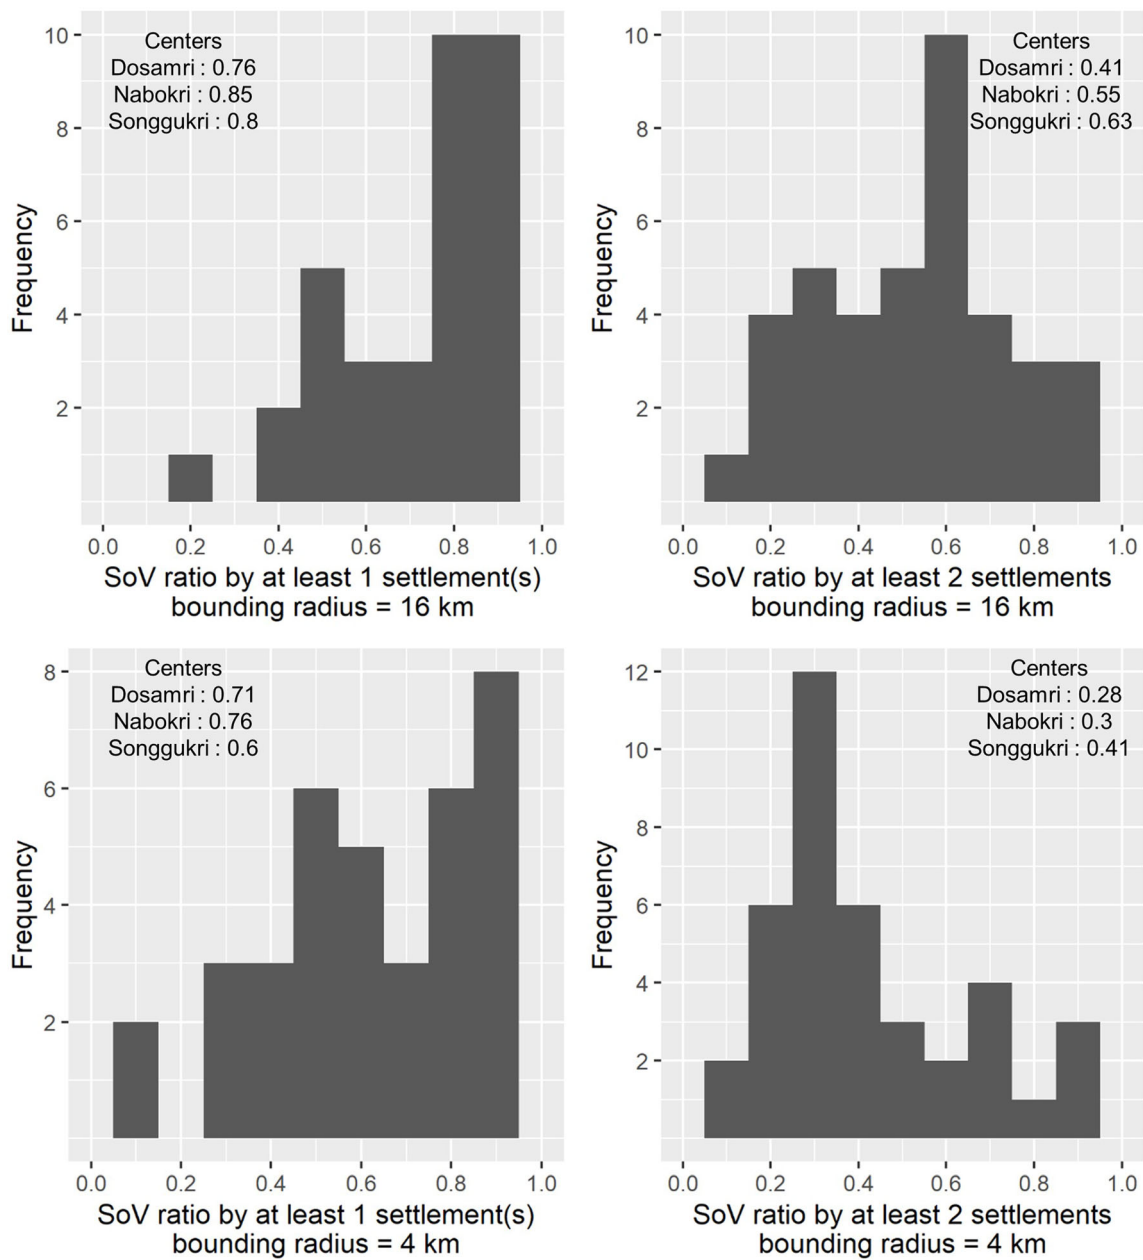 Centers
Dosamri : 0.76
Nabokri : 0.85
Songgukri : 0.8
10
8
6
4
2
Frequency
0.0 0.2 0.4 0.6 0.8 1.0
SoV ratio by at least 1 settlement(s)
bounding radius = 16 km
Centers
Dosamri : 0.41
Nabokri : 0.55
Songgukri : 0.63
10
8
6
4
2
Frequency
0.0 0.2 0.4 0.6 0.8 1.0
SoV ratio by at least 2 settlements
bounding radius = 16 km
Centers
Dosamri : 0.71
Nabokri : 0.76
Songgukri : 0.6
8
6
4
2
Frequency
0.0 0.2 0.4 0.6 0.8 1.0
SoV ratio by at least 1 settlement(s)
bounding radius = 4 km
Centers
Dosamri : 0.28
Nabokri : 0.3
Songgukri : 0.41
12
10
8
6
4
2
Frequency
0.0 0.2 0.4 0.6 0.8 1.0
SoV ratio by at least 2 settlements
bounding radius = 4 km